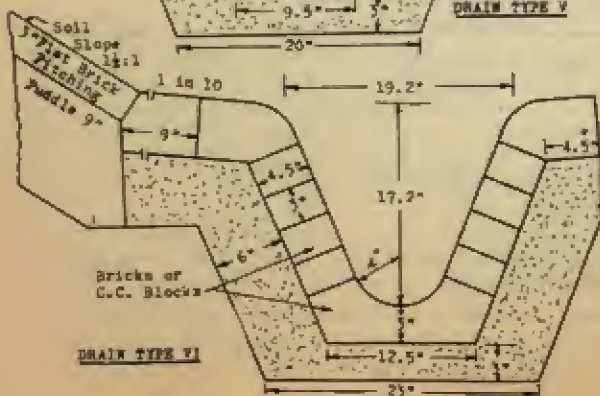 9.5"
3"
DRAIN TYPE V
20"
Soil
Slope
1½:1
3" Flat Brick
Pitching
Puddle 9"
1 in 10
9"
19.2"
4.5"
4.5"
3"
17.2"
6"
4"
Bricks or
C.C. Blocks
3"
DRAIN TYPE VI
12.5"
3"
23"